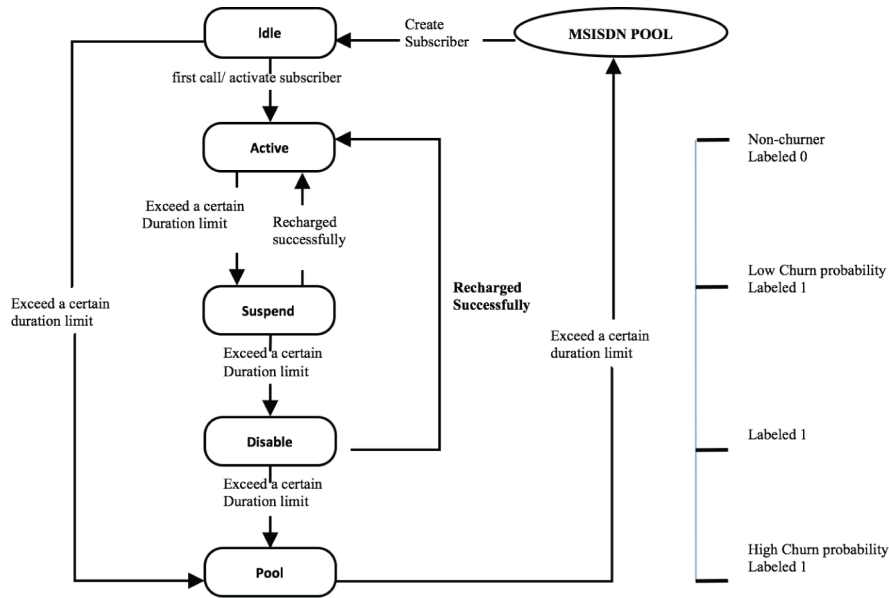 Idle
Create
Subscriber
MSISDN POOL
first call/ activate subscriber
Active
Non-churner
Labeled 0
Exceed a certain
Duration limit
Recharged
successfully
Low Churn probability
Labeled 1
Exceed a certain
duration limit
Suspend
Recharged
Successfully
Exceed a certain
duration limit
Exceed a certain
Duration limit
Disable
Labeled 1
Exceed a certain
Duration limit
Pool
High Churn probability
Labeled 1